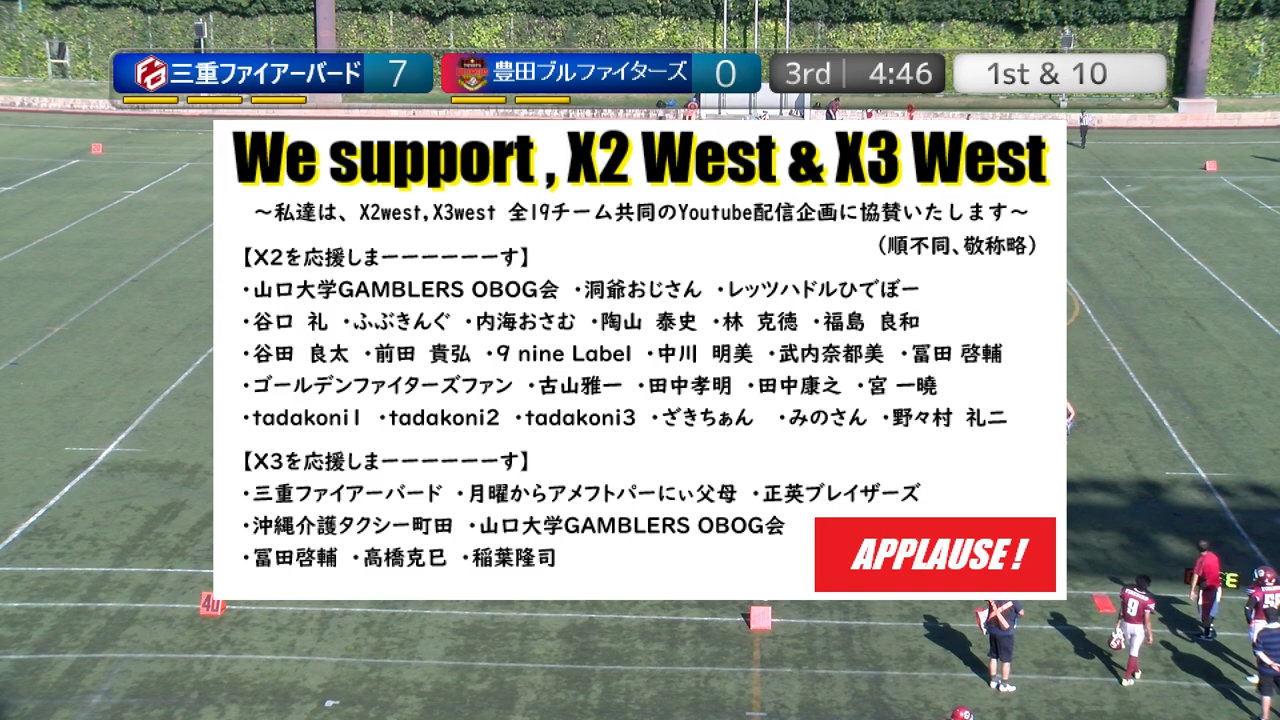 三重ファイアーバード 7 豊田ブルファイターズ 0 3rd 4:46 1st & 10
We support , X2 West & X3 West
～私達は、X2west,X3west 全19チーム共同のYoutube配信企画に協賛いたします～
（順不同、敬称略）
【X2を応援しまーーーーーーす】
・山口大学GAMBLERS OBOG会 ・洞爺おじさん ・レッツハドルひでぼー
・谷口 礼 ・ふぶきんぐ ・内海おさむ ・陶山 泰史 ・林 克徳 ・福島 良和
・谷田 良太 ・前田 貴弘 ・9 nine Label ・中川 明美 ・武内奈都美 ・冨田 啓輔
・ゴールデンファイターズファン ・古山雅一 ・田中孝明 ・田中康之 ・宮 一暁
・tadakoni1 ・tadakoni2 ・tadakoni3 ・ざきちぁん ・みのさん ・野々村 礼二
【X3を応援しまーーーーーーす】
・三重ファイアーバード ・月曜からアメフトバーにぃ父母 ・正英ブレイザーズ
・沖縄介護タクシー町田 ・山口大学GAMBLERS OBOG会
・冨田啓輔 ・高橋克巳 ・稲葉隆司
APPLAUSE!
40
9